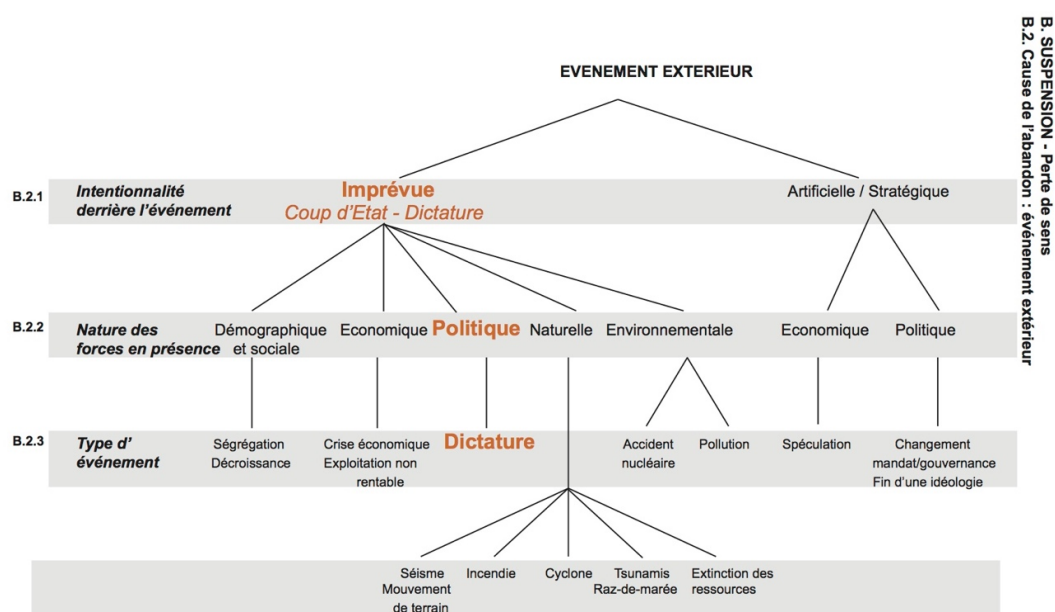 B. SUSPENSION - Perte de sens
B.2. Cause de l'abandon : événement extérieur
EVENEMENT EXTERIEUR
B.2.1
Intentionnalité
derrière l'événement
Imprévue
Coup d'Etat - Dictature
Artificielle / Stratégique
B.2.2
Nature des
forces en présence
Démographique
et sociale
Economique
Politique
Naturelle
Environnementale
Economique
Politique
B.2.3
Type d'
événement
Ségrégation
Décroissance
Crise économique
Exploitation non
rentable
Dictature
Accident
nucléaire
Pollution
Spéculation
Changement
mandat/gouvernance
Fin d'une idéologie
Séisme
Mouvement
de terrain
Incendie
Cyclone
Tsunamis
Raz-de-marée
Extinction des
ressources